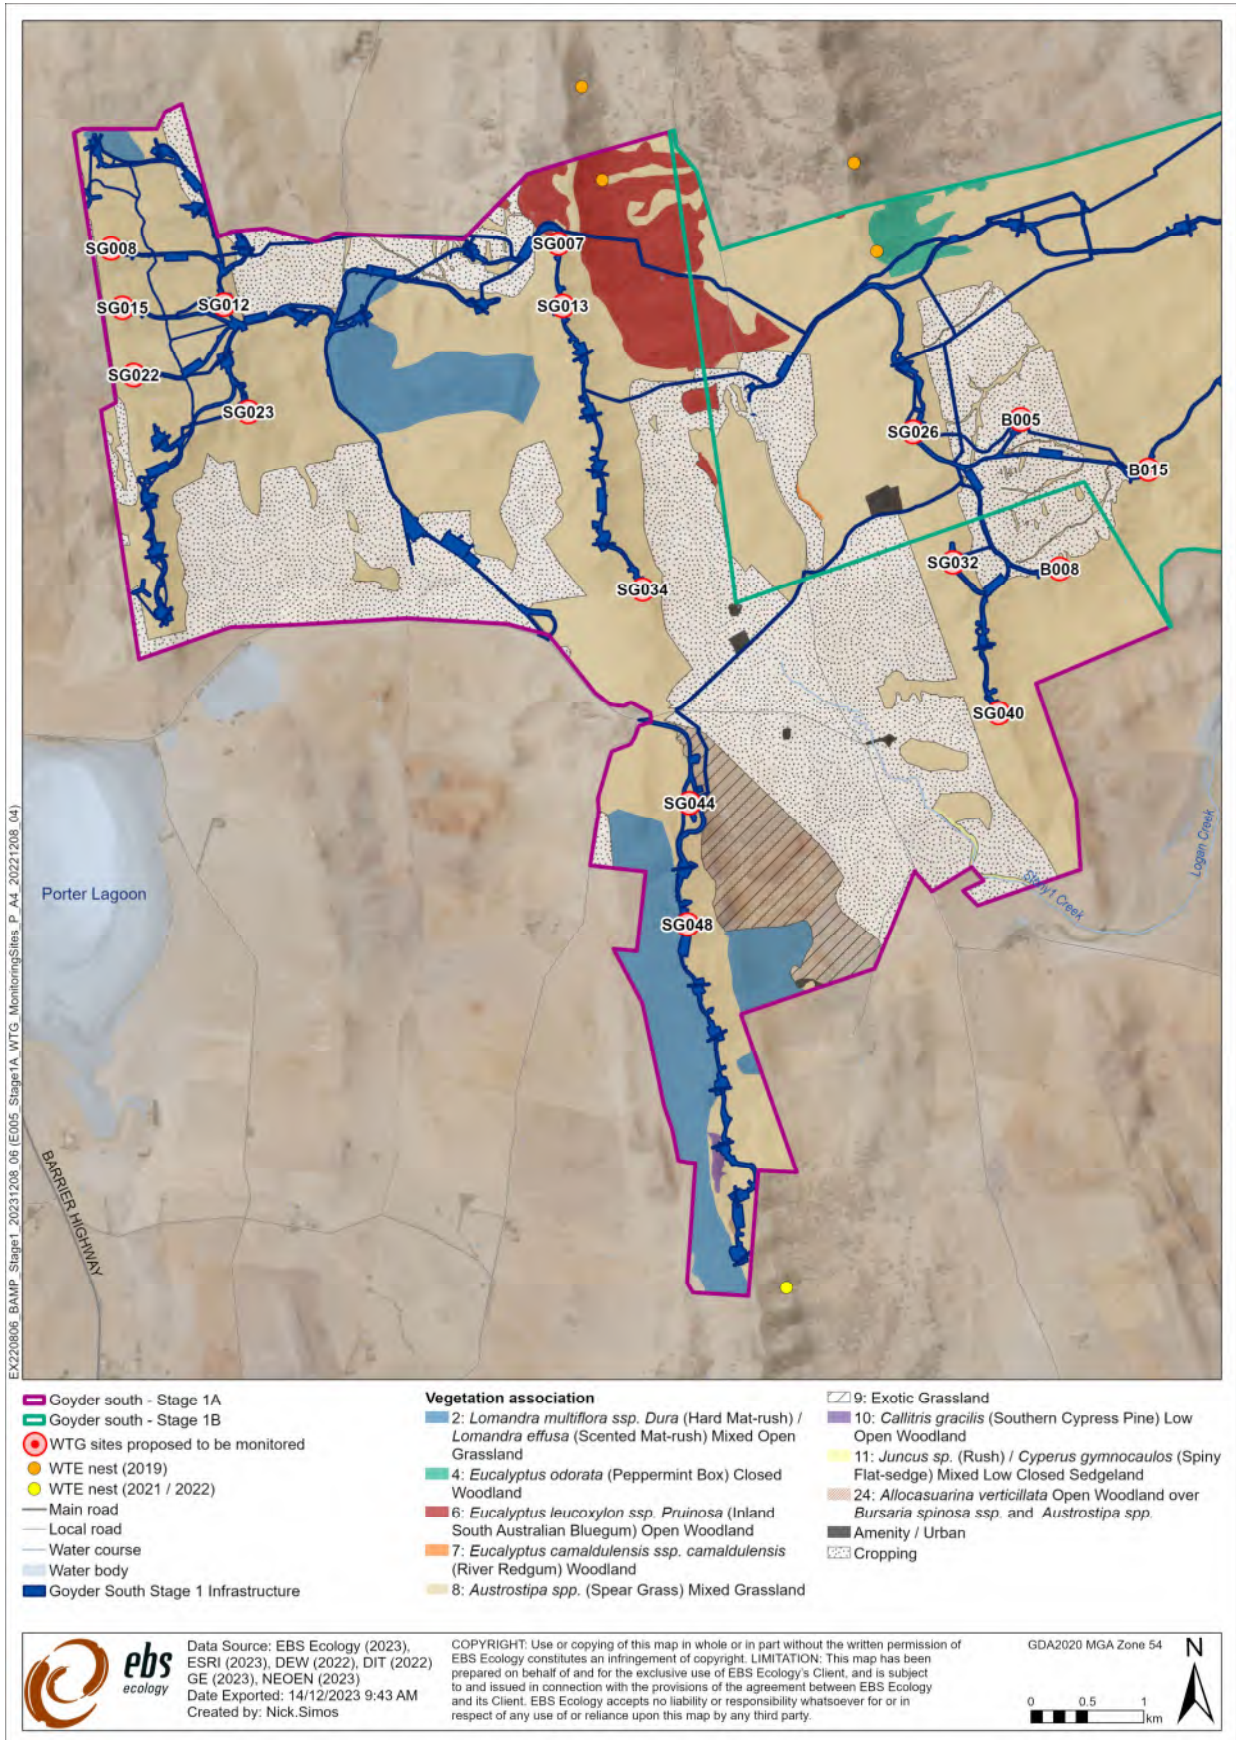 EX220806_BAMP_Stage1_20231208_06 (E005_Stage1A_WTG_MonitoringSites_P_A4_20221208_04)
SG008
SG007
SG015
SG012
SG013
SG022
SG023
SG026
B005
B015
SG032
B008
SG034
SG040
SG044
SG048
Porter Lagoon
Logan Creek
Creek
BARRIER HIGHWAY
Goyder south - Stage 1A
Goyder south - Stage 1B
WTG sites proposed to be monitored
WTE nest (2019)
WTE nest (2021 / 2022)
Main road
Local road
Water course
Water body
Goyder South Stage 1 Infrastructure
Vegetation association
2: Lomandra multiflora ssp. Dura (Hard Mat-rush) /
Lomandra effusa (Scented Mat-rush) Mixed Open
Grassland
4: Eucalyptus odorata (Peppermint Box) Closed
Woodland
6: Eucalyptus leucoxylon ssp. Pruinosa (Inland
South Australian Bluegum) Open Woodland
7: Eucalyptus camaldulensis ssp. camaldulensis
(River Redgum) Woodland
8: Austrostipa spp. (Spear Grass) Mixed Grassland
9: Exotic Grassland
10: Callitris gracilis (Southern Cypress Pine) Low
Open Woodland
11: Juncus sp. (Rush) / Cyperus gymnocaulos (Spiny
Flat-sedge) Mixed Low Closed Sedgeland
24: Allocasuarina verticillata Open Woodland over
Bursaria spinosa ssp. and Austrostipa spp.
Amenity / Urban
Cropping
ebs
ecology
Data Source: EBS Ecology (2023),
ESRI (2023), DEW (2022), DIT (2022)
GE (2023), NEOEN (2023)
Date Exported: 14/12/2023 9:43 AM
Created by: Nick.Simos
COPYRIGHT: Use or copying of this map in whole or in part without the written permission of
EBS Ecology constitutes an infringement of copyright. LIMITATION: This map has been
prepared on behalf of and for the exclusive use of EBS Ecology's Client, and is subject
to and issued in connection with the provisions of the agreement between EBS Ecology
and its Client. EBS Ecology accepts no liability or responsibility whatsoever for or in
respect of any use of or reliance upon this map by any third party.
GDA2020 MGA Zone 54
N
0 0.5 1
km